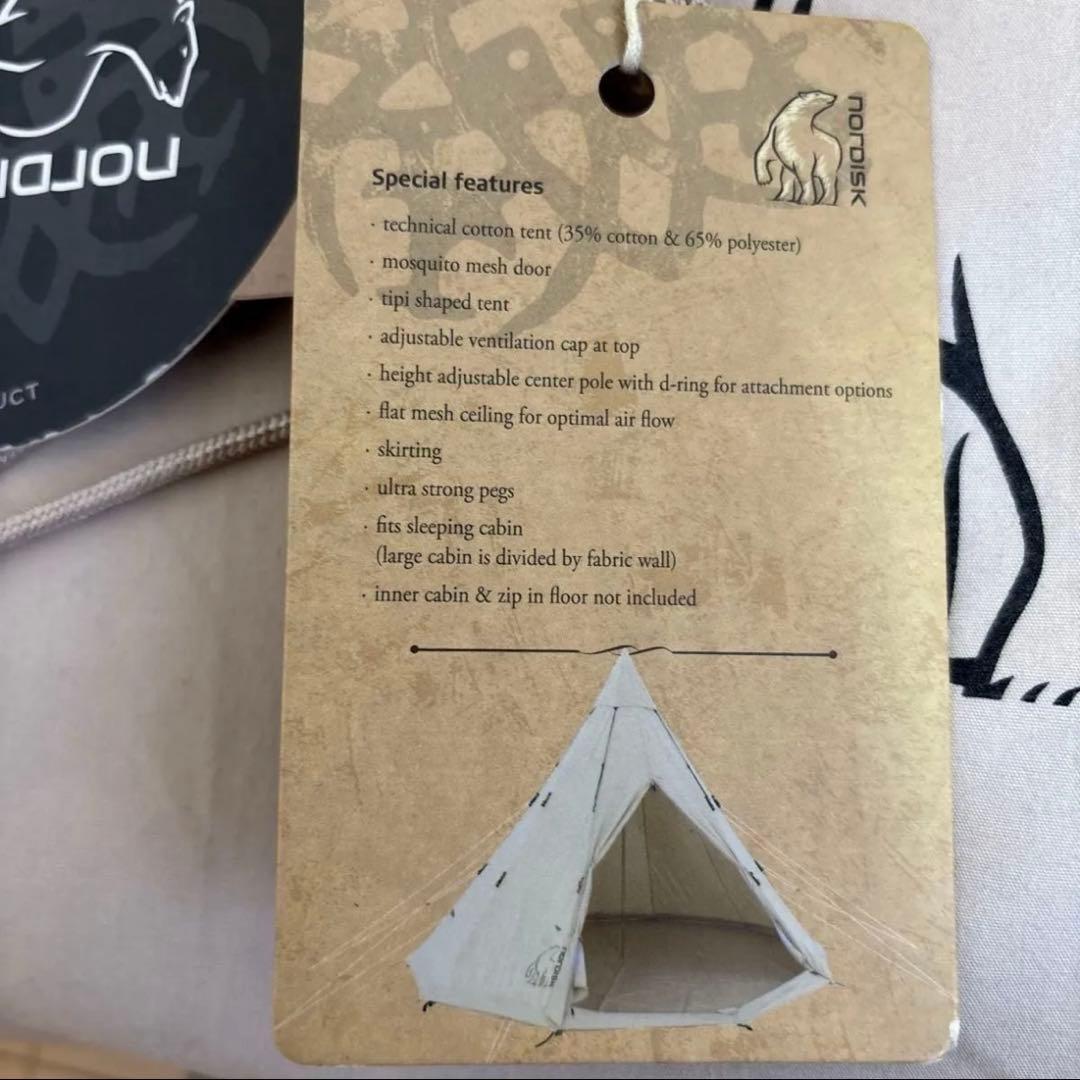 NORDISK
Special features
· technical cotton tent (35% cotton & 65% polyester)
· mosquito mesh door
· tipi shaped tent
· adjustable ventilation cap at top
· height adjustable center pole with d-ring for attachment options
· flat mesh ceiling for optimal air flow
· skirting
· ultra strong pegs
· fits sleeping cabin
(large cabin is divided by fabric wall)
· inner cabin & zip in floor not included
NORDISK